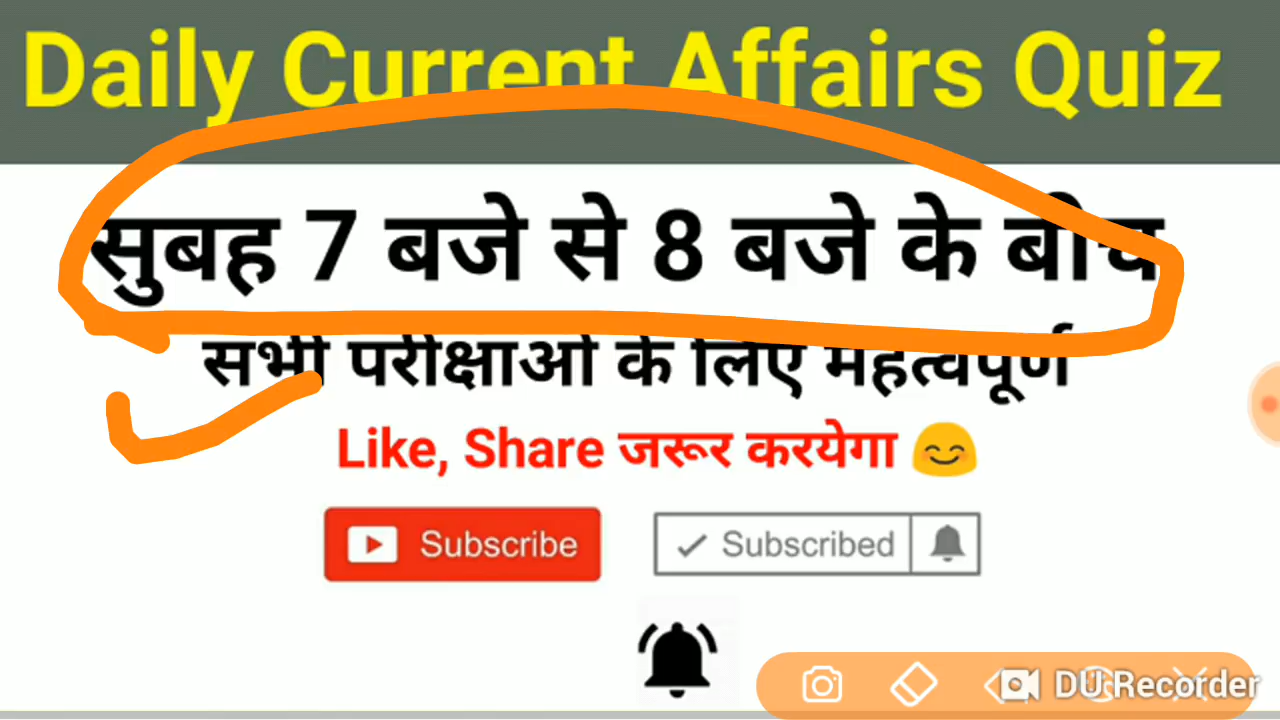 Daily Current Affairs Quiz
सुबह 7 बजे से 8 बजे के बीच
सभी परीक्षाओं के लिए महत्वपूर्ण
Like, Share जरूर करयेगा
Subscribe
Subscribed
DU Recorder